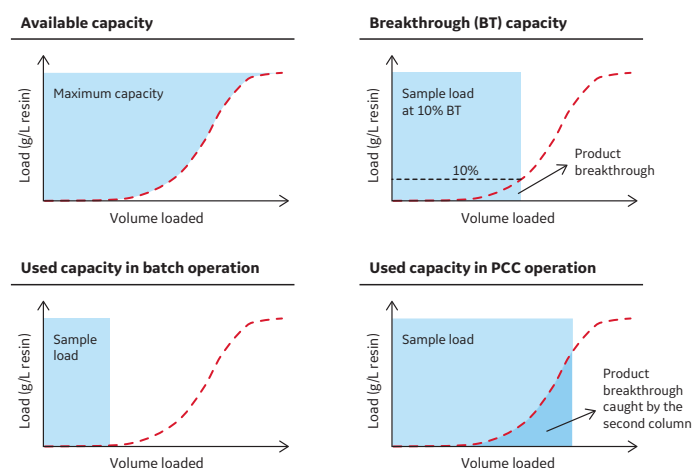 Available capacity
Load (g/L resin)
Maximum capacity
Volume loaded
Breakthrough (BT) capacity
Load (g/L resin)
Sample load
at 10% BT
10%
Product
breakthrough
Volume loaded
Used capacity in batch operation
Load (g/L resin)
Sample
load
Volume loaded
Used capacity in PCC operation
Load (g/L resin)
Sample load
Product
breakthrough
caught by the
second column
Volume loaded